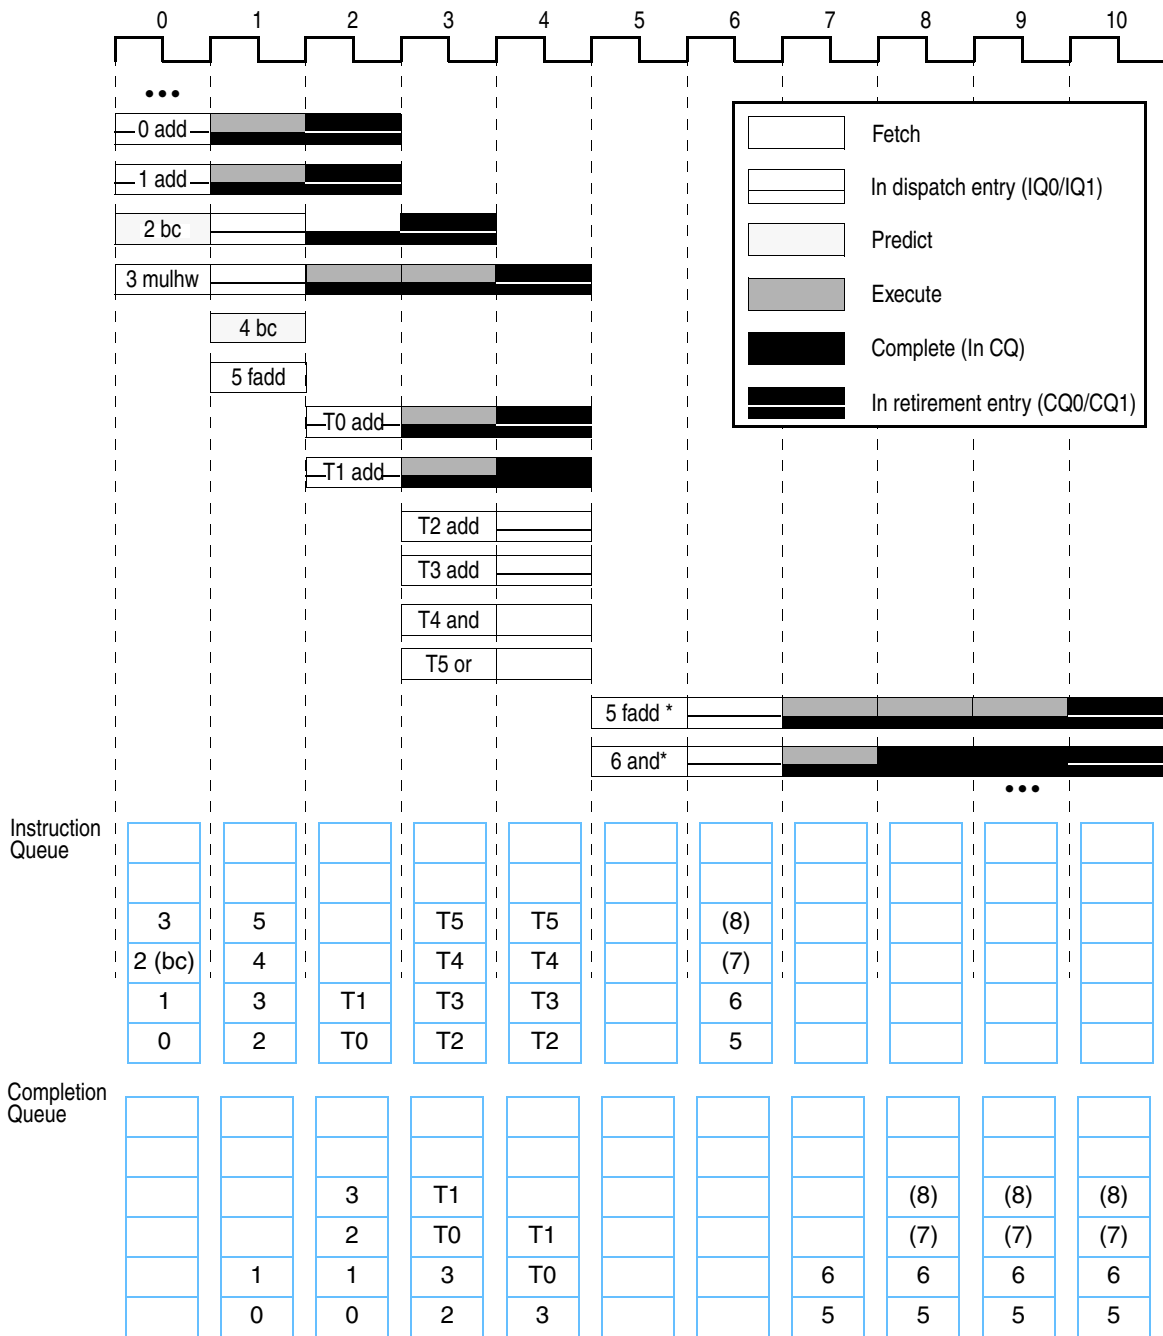 0 1 2 3 4 5 6 7 8 9 10
•••
0 add
1 add
2 bc
3 mulhw
4 bc
5 fadd
T0 add
T1 add
T2 add
T3 add
T4 and
T5 or
5 fadd *
6 and*
•••
Fetch
In dispatch entry (IQ0/IQ1)
Predict
Execute
Complete (In CQ)
In retirement entry (CQ0/CQ1)
Instruction
Queue
3 5 T5 T5 (8)
2 (bc) 4 T4 T4 (7)
1 3 T1 T3 T3 6
0 2 T0 T2 T2 5
Completion
Queue
3 T1 (8) (8) (8)
2 T0 T1 (7) (7) (7)
1 1 3 T0 6 6 6 6
0 0 2 3 5 5 5 5